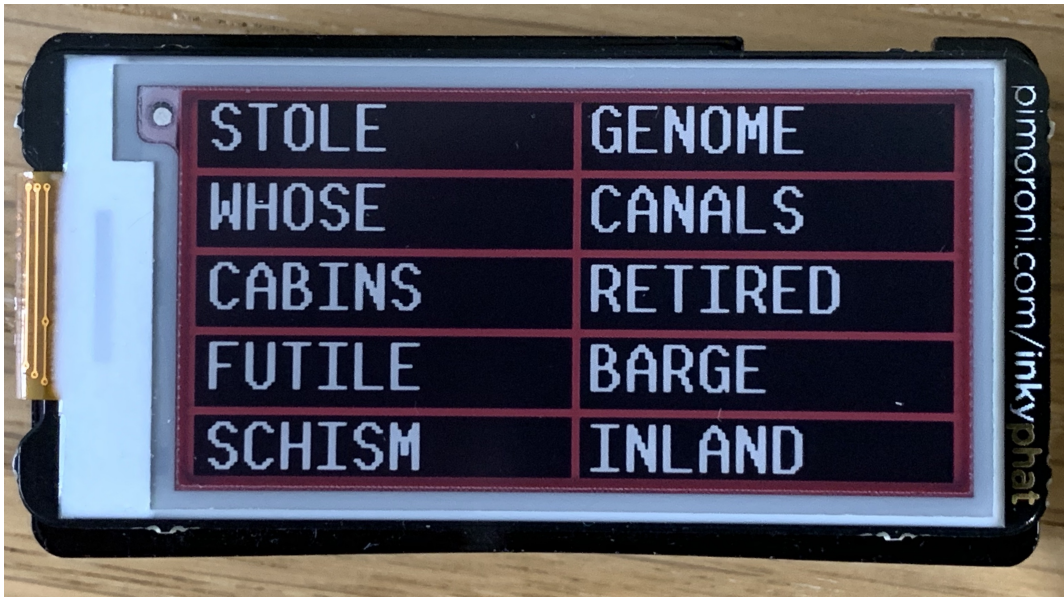 STOLE GENOME
WHOSE CANALS
CABINS RETIRED
FUTILE BARGE
SCHISM INLAND
pimoroni.com/inkyphat